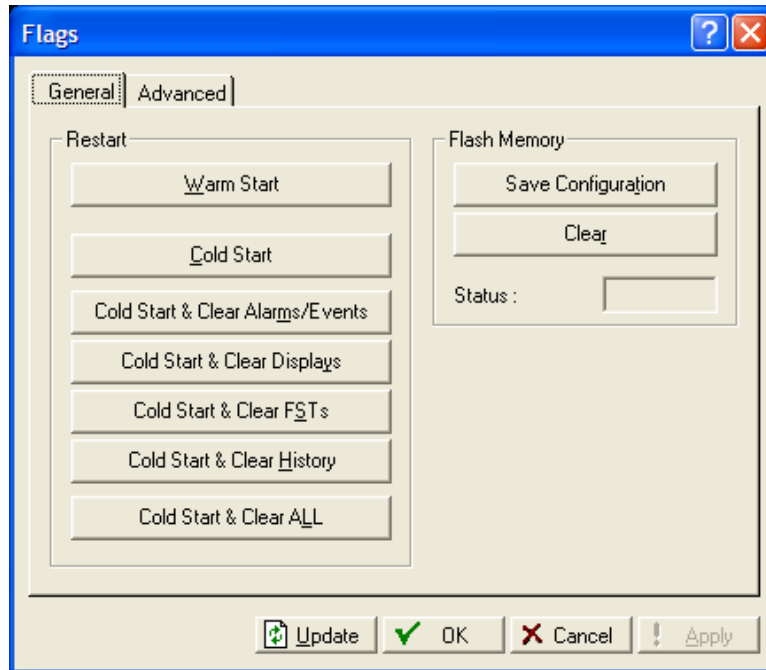 Flags
General
Advanced
Restart
Warm Start
Cold Start
Cold Start & Clear Alarms/Events
Cold Start & Clear Displays
Cold Start & Clear FSTs
Cold Start & Clear History
Cold Start & Clear ALL
Flash Memory
Save Configuration
Clear
Status :
Update
OK
Cancel
Apply